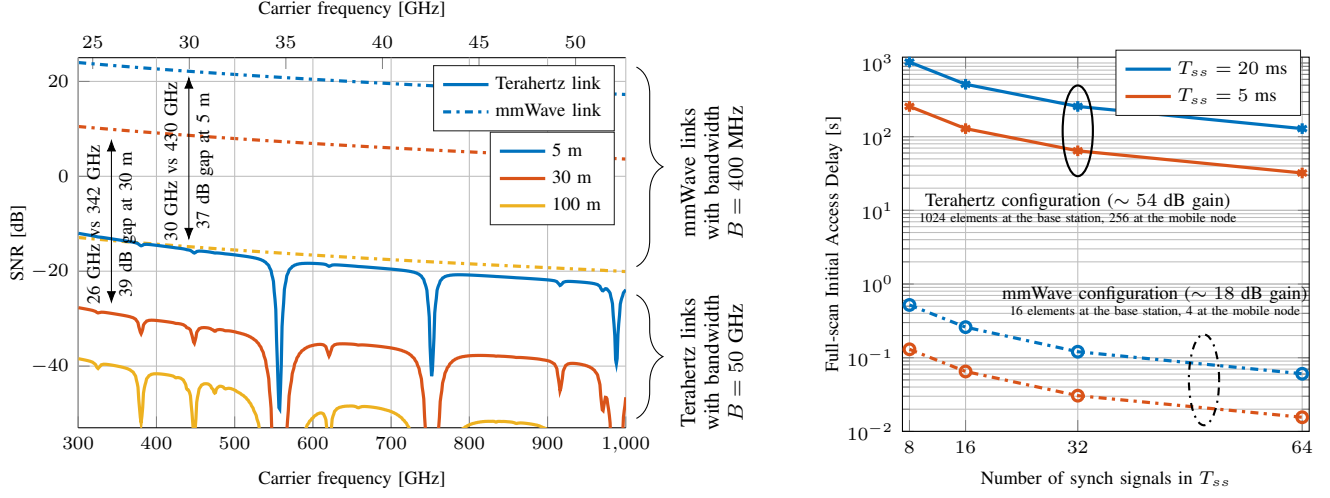 Carrier frequency [GHz]
25 30 35 40 45 50
20
0
−20
−40
SNR [dB]
26 GHz vs 342 GHz
39 dB gap at 30 m
30 GHz vs 430 GHz
37 dB gap at 5 m
Terahertz link
mmWave link
5 m
30 m
100 m
mmWave links
with bandwidth
B = 400 MHz
Terahertz links
with bandwidth
B = 50 GHz
300 400 500 600 700 800 900 1,000
Carrier frequency [GHz]
Full-scan Initial Access Delay [s]
10^3
10^2
10^1
10^0
10^−1
10^−2
T_ss = 20 ms
T_ss = 5 ms
Terahertz configuration (∼ 54 dB gain)
1024 elements at the base station, 256 at the mobile node
mmWave configuration (∼ 18 dB gain)
16 elements at the base station, 4 at the mobile node
8 16 32 64
Number of synch signals in T_ss